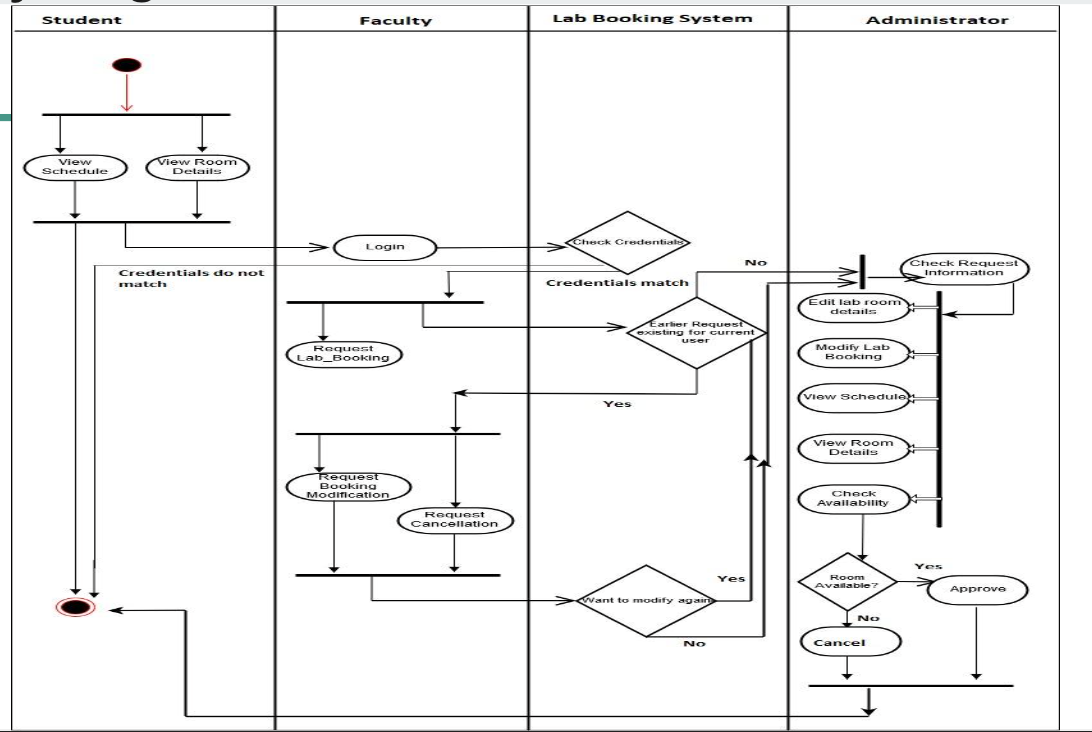 Student
Faculty
Lab Booking System
Administrator
View
Schedule
View Room
Details
Login
Check Credentials
Credentials do not
match
Credentials match
No
Check Request
Information
Edit lab room
details
Earlier Request
existing for current
user
Request
Lab_Booking
Modify Lab
Booking
Yes
View Schedule
View Room
Details
Request
Booking
Modification
Request
Cancellation
Check
Availability
Room
Available?
Yes
Approve
No
Cancel
Want to modify again
Yes
No